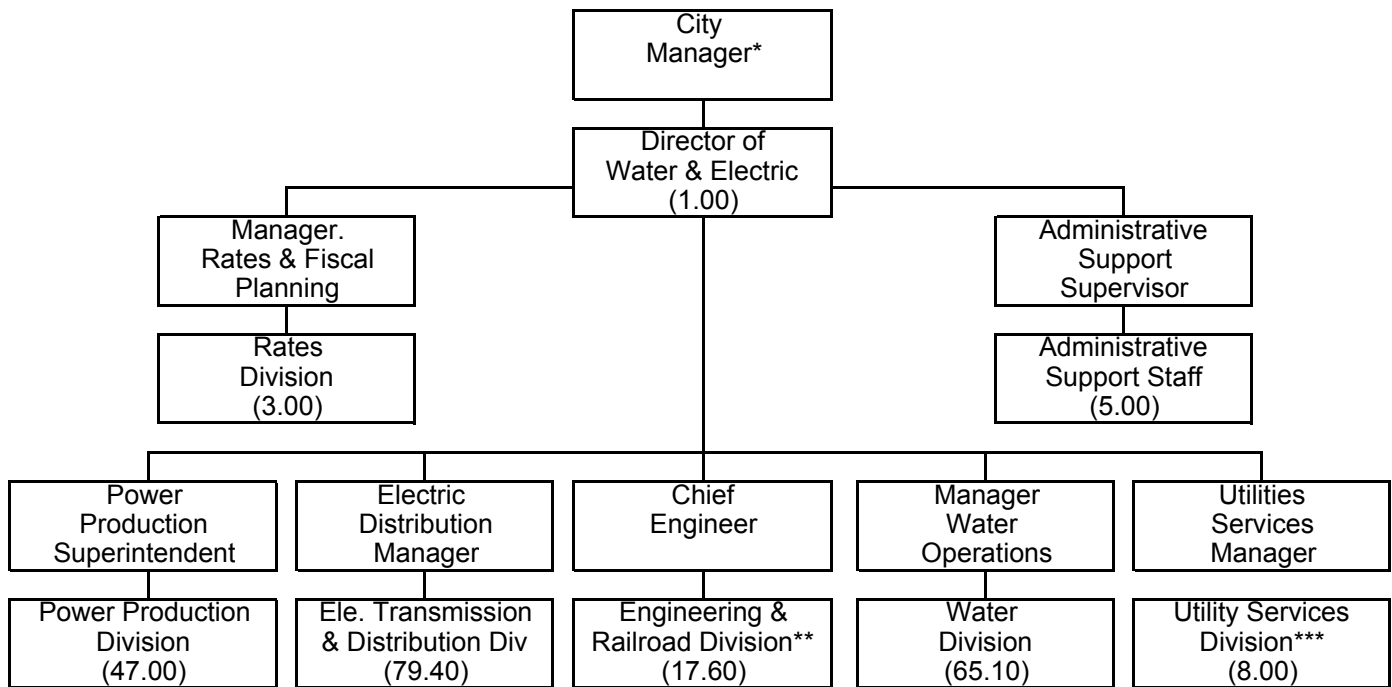 City
Manager*
Director of
Water & Electric
(1.00)
Manager.
Rates & Fiscal
Planning
Administrative
Support
Supervisor
Rates
Division
(3.00)
Administrative
Support Staff
(5.00)
Power
Production
Superintendent
Electric
Distribution
Manager
Chief
Engineer
Manager
Water
Operations
Utilities
Services
Manager
Power Production
Division
(47.00)
Ele. Transmission
& Distribution Div
(79.40)
Engineering &
Railroad Division**
(17.60)
Water
Division
(65.10)
Utility Services
Division***
(8.00)